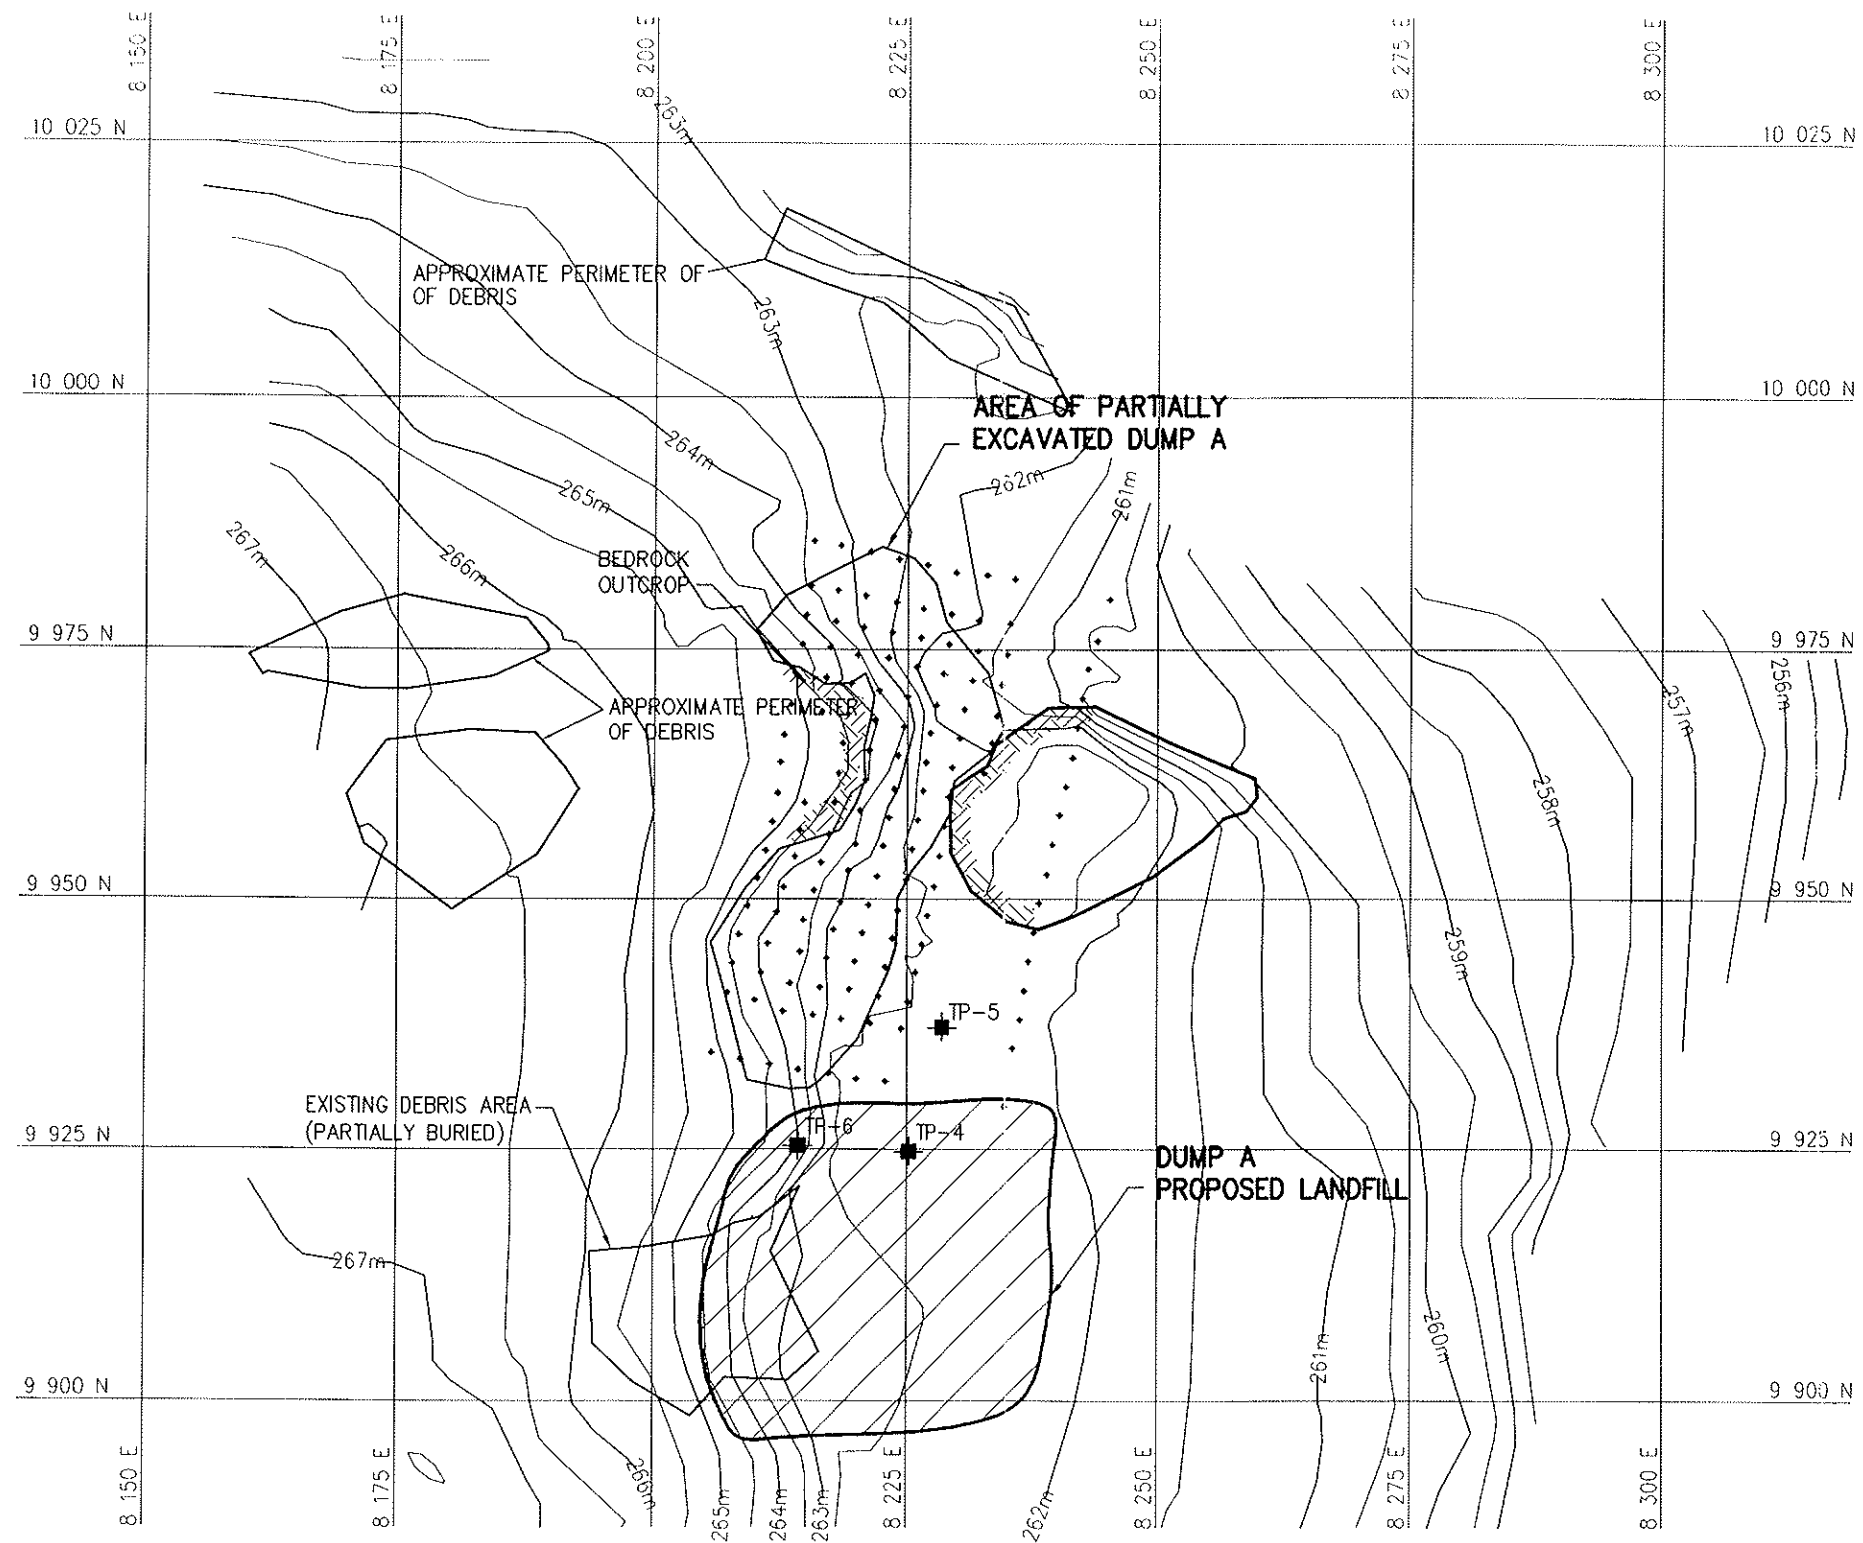 8 150 E
8 175 E
8 200 E
8 225 E
8 250 E
8 275 E
8 300 E
263m
10 025 N
10 025 N
APPROXIMATE PERIMETER OF
OF DEBRIS
263m
10 000 N
10 000 N
AREA OF PARTIALLY
EXCAVATED DUMP A
264m
262m
265m
261m
267m
266m
BEDROCK
OUTCROP
9 975 N
9 975 N
256m
257m
APPROXIMATE PERIMETER
OF DEBRIS
258m
9 950 N
9 950 N
259m
TP-5
EXISTING DEBRIS AREA
(PARTIALLY BURIED)
TP-6
TP-4
9 925 N
9 925 N
DUMP A
PROPOSED LANDFILL
267m
260m
261m
9 900 N
9 900 N
266m
265m
264m
263m
262m
8 150 E
8 175 E
8 225 E
8 250 E
8 275 E
8 300 E